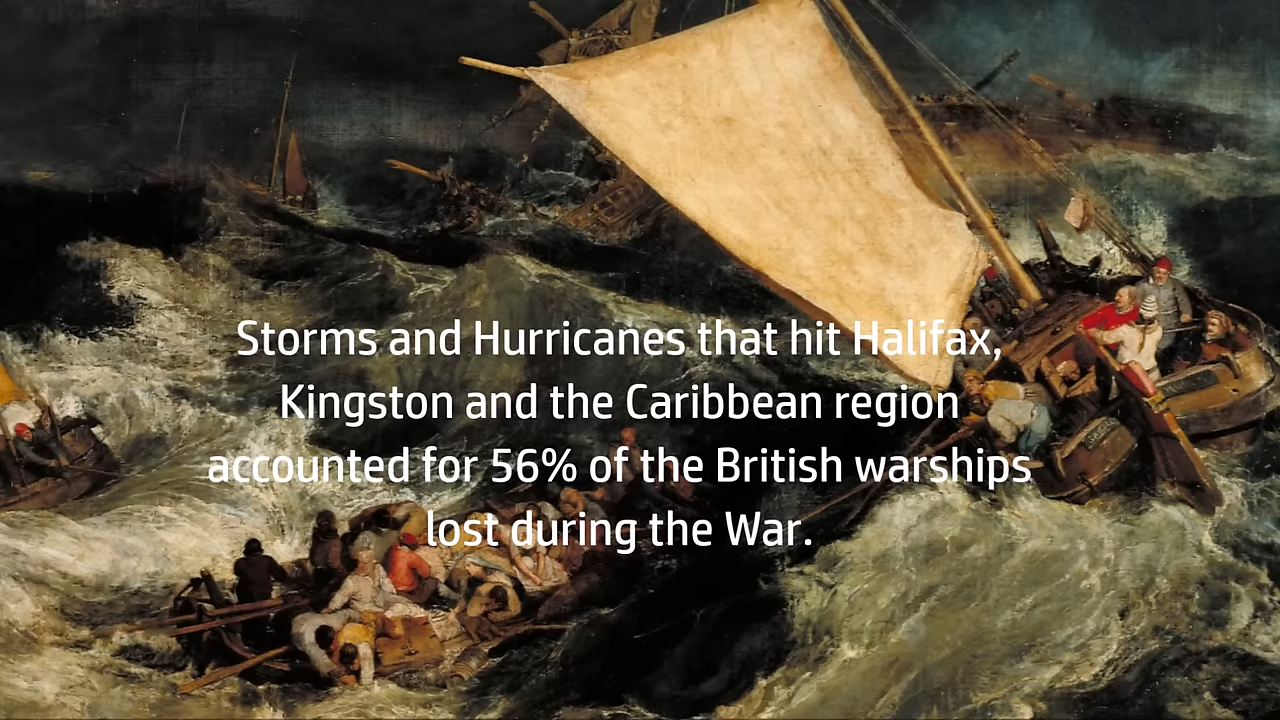 Storms and Hurricanes that hit Halifax,
Kingston and the Caribbean region
accounted for 56% of the British warships
lost during the War.